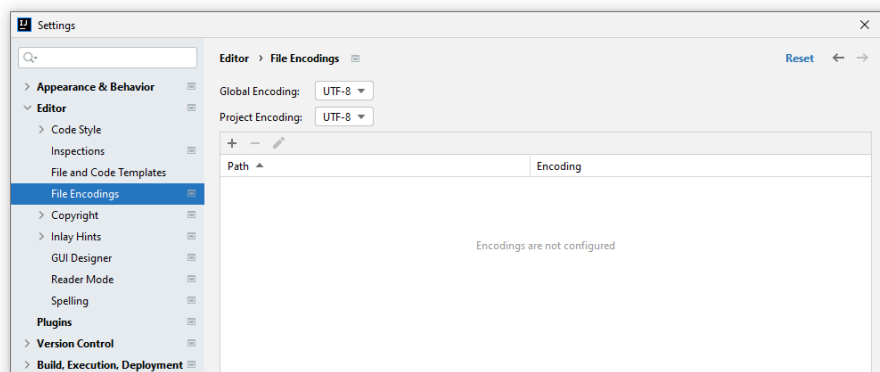 Settings
Editor > File Encodings
Reset
Appearance & Behavior
Editor
Code Style
Inspections
File and Code Templates
File Encodings
Copyright
Inlay Hints
GUI Designer
Reader Mode
Spelling
Plugins
Version Control
Build, Execution, Deployment
Global Encoding: UTF-8
Project Encoding: UTF-8
Path Encoding
Encodings are not configured